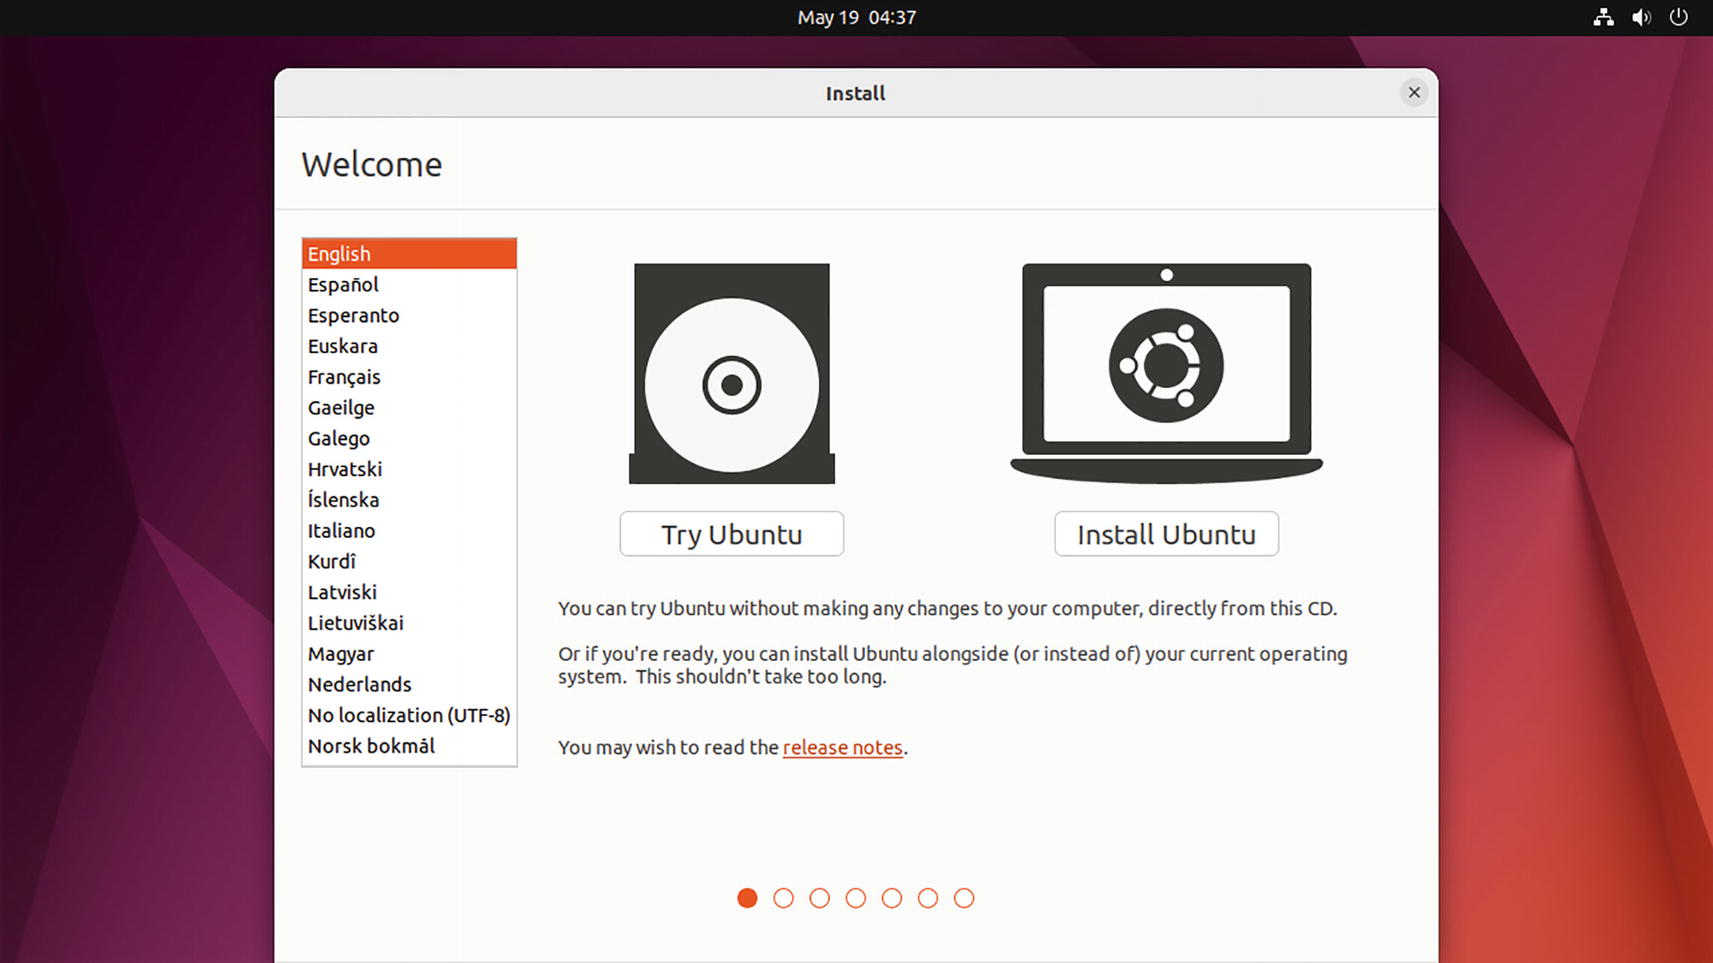 May 19  04:37
Install
Welcome
English
Español
Esperanto
Euskara
Français
Gaeilge
Galego
Hrvatski
Íslenska
Italiano
Kurdî
Latviski
Lietuviškai
Magyar
Nederlands
No localization (UTF-8)
Norsk bokmål
Try Ubuntu
Install Ubuntu
You can try Ubuntu without making any changes to your computer, directly from this CD.
Or if you're ready, you can install Ubuntu alongside (or instead of) your current operating
system.  This shouldn't take too long.
You may wish to read the release notes.